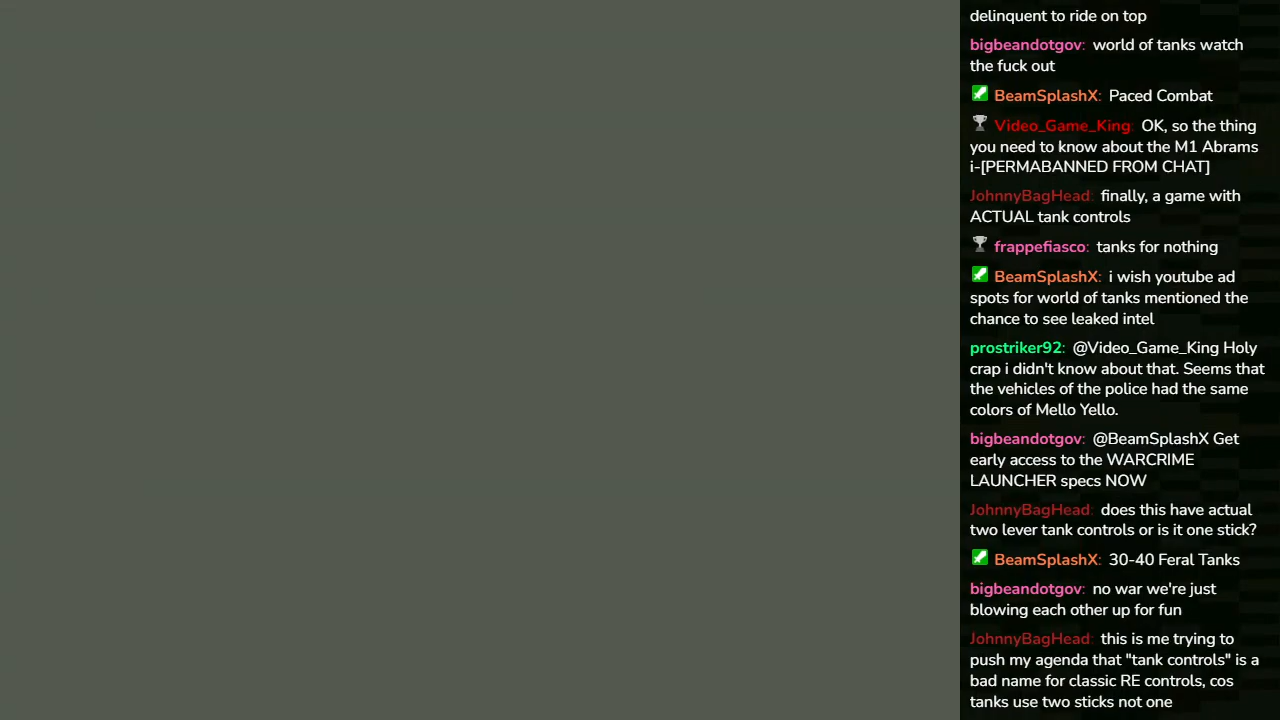 delinquent to ride on top
bigbeandotgov: world of tanks watch
the fuck out
BeamSplashX: Paced Combat
Video_Game_King: OK, so the thing
you need to know about the M1 Abrams
i-[PERMABANNED FROM CHAT]
JohnnyBagHead: finally, a game with
ACTUAL tank controls
frappefiasco: tanks for nothing
BeamSplashX: i wish youtube ad
spots for world of tanks mentioned the
chance to see leaked intel
prostriker92: @Video_Game_King Holy
crap i didn't know about that. Seems that
the vehicles of the police had the same
colors of Mello Yello.
bigbeandotgov: @BeamSplashX Get
early access to the WARCRIME
LAUNCHER specs NOW
JohnnyBagHead: does this have actual
two lever tank controls or is it one stick?
BeamSplashX: 30-40 Feral Tanks
bigbeandotgov: no war we're just
blowing each other up for fun
JohnnyBagHead: this is me trying to
push my agenda that "tank controls" is a
bad name for classic RE controls, cos
tanks use two sticks not one